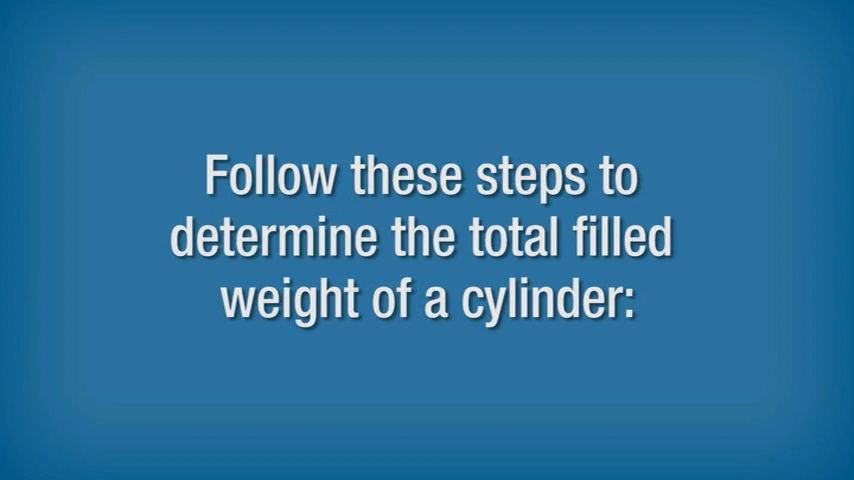 Follow these steps to
determine the total filled
weight of a cylinder: